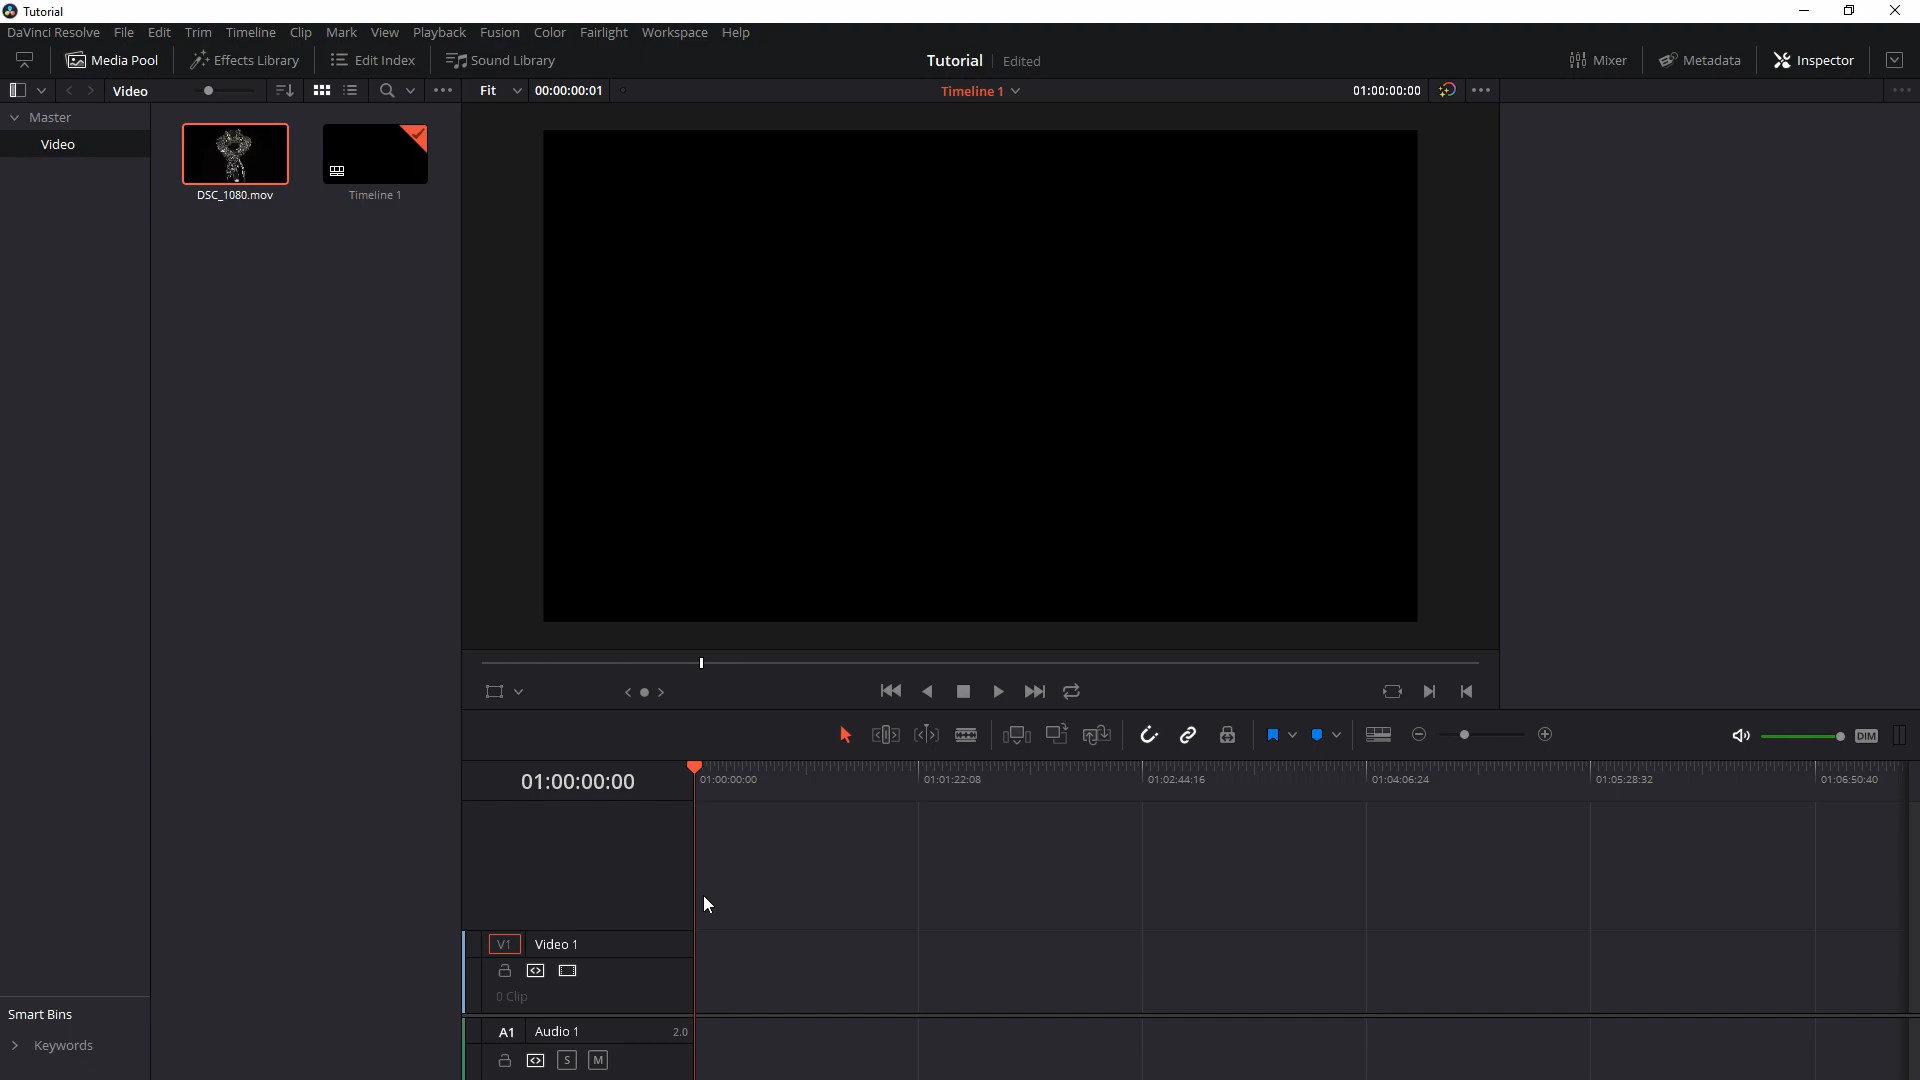 Tutorial
DaVinci Resolve File Edit Trim Timeline Clip Mark View Playback Fusion Color Fairlight Workspace Help
Media Pool Effects Library Edit Index Sound Library Tutorial Edited Mixer Metadata Inspector
Video Fit 00:00:00:01 Timeline 1 01:00:00:00
Master
Video
DSC_1080.mov Timeline 1
DIM
01:00:00:00 01:00:00:00 01:01:22:08 01:02:44:16 01:04:06:24 01:05:28:32 01:06:50:40
V1 Video 1
0 Clip
Smart Bins
A1 Audio 1 2.0
Keywords
S M